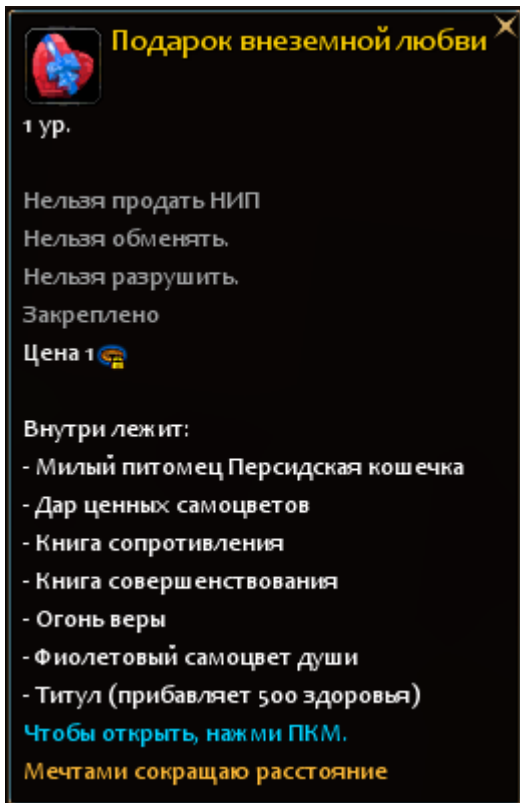 Подарок внеземной любви
1 ур.
Нельзя продать НИП
Нельзя обменять.
Нельзя разрушить.
Закреплено
Цена 1
Внутри лежит:
- Милый питомец Персидская кошечка
- Дар ценных самоцветов
- Книга сопротивления
- Книга совершенствования
- Огонь веры
- Фиолетовый самоцвет души
- Титул (прибавляет 500 здоровья)
Чтобы открыть, нажми ПКМ.
Мечтами сокращаю расстояние